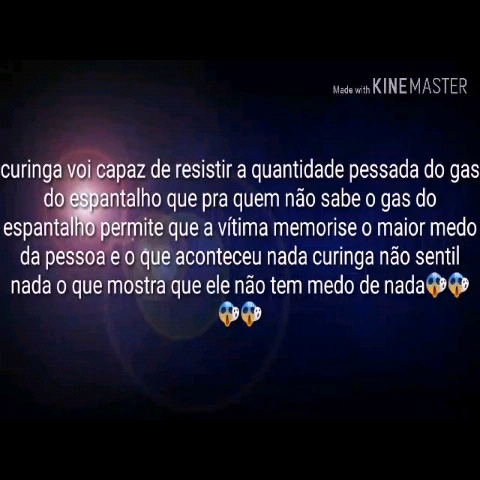 Made with KINEMASTER
curinga voi capaz de resistir a quantidade pessada do gas
do espantalho que pra quem não sabe o gas do
espantalho permite que a vítima memorise o maior medo
da pessoa e o que aconteceu nada curinga não sentil
nada o que mostra que ele não tem medo de nada😱😱
😱😱